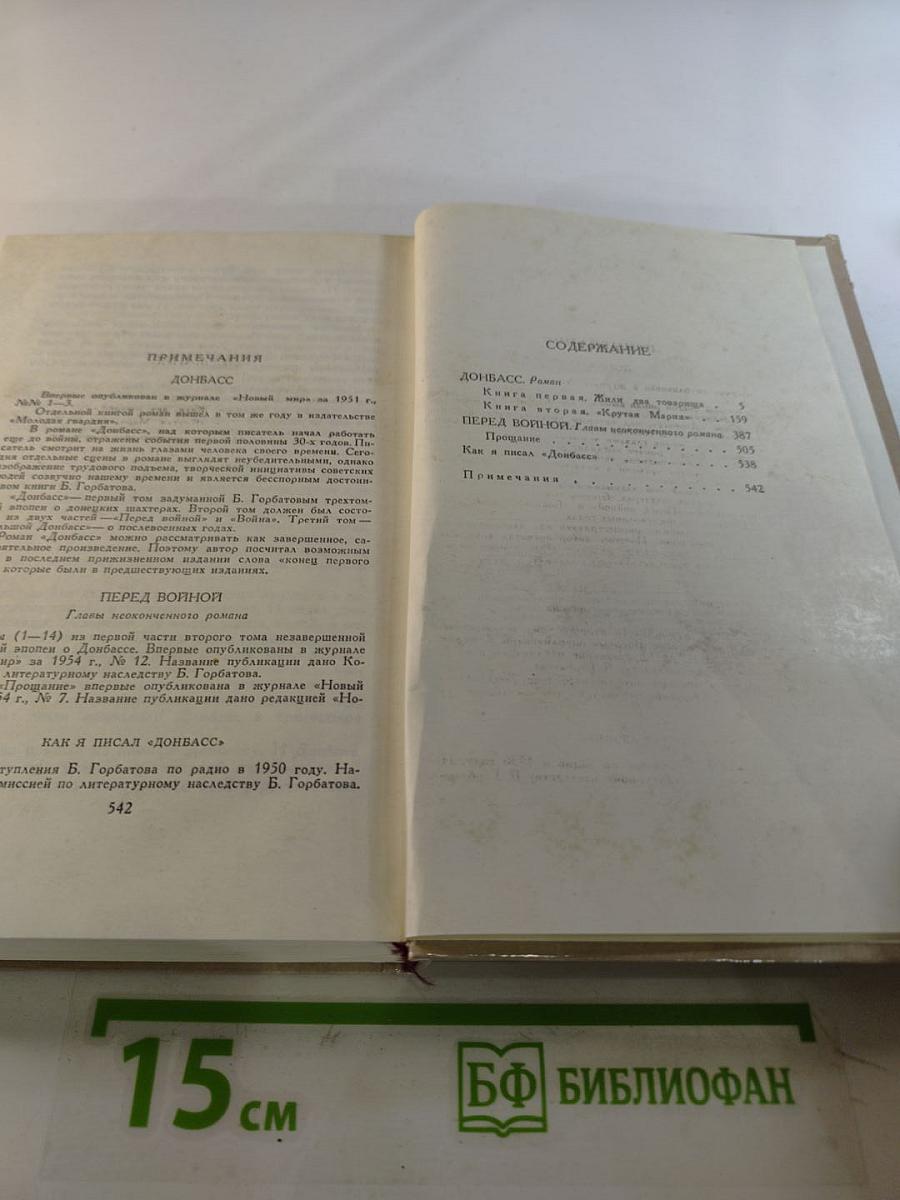 ПРИМЕЧАНИЯ
ДОНБАСС
Впервые опубликован в журнале «Новый мир» за 1951 г.,
№№ 1—3.
Отдельной книгой роман вышел в том же году в издательстве
«Молодая гвардия».
В романе «Донбасс», над которым писатель начал работать
еще до войны, отражены события первой половины 30-х годов. Пи-
сатель смотрит на жизнь глазами человека своего времени. Сего-
отдельные сцены в романе выглядят неубедительными, однако
изображение трудового подъема, творческой инициативы советских
людей созвучно нашему времени и является бесспорным достоин-
книги Б. Горбатова.
«Донбасс»— первый том задуманной Б. Горбатовым трехтом-
эпопеи о донецких шахтерах. Второй том должен был состо-
из двух частей —«Перед войной» и «Война». Третий том —
Донбасс»— о послевоенных годах.
Роман «Донбасс» можно рассматривать как завершенное, са-
произведение. Поэтому автор посчитал возможным
в последнем прижизненном издании слова «конец первого
которые были в предшествующих изданиях.
ПЕРЕД ВОЙНОЙ
Главы неоконченного романа
(1—14) из первой части второго тома незавершенной
эпопеи о Донбассе. Впервые опубликованы в журнале
за 1954 г., № 12. Название публикации дано Ко-
литературному наследству Б. Горбатова.
«Прощание» впервые опубликована в журнале «Новый
г., № 7. Название публикации дано редакцией «Но-
КАК Я ПИСАЛ «ДОНБАСС»
Б. Горбатова по радио в 1950 году. На-
по литературному наследству Б. Горбатова.
542
СОДЕРЖАНИЕ
ДОНБАСС. Роман
Книга первая. Жили два товарища . 5
Книга вторая. «Крутая Мария» . . 159
ПЕРЕД ВОЙНОЙ. Главы неоконченного романа 387
Прощание . . . . . . . . . . 505
Как я писал «Донбасс» . . . . . . 538
Примечания . . . . . . . . . 542
15 см
БФ БИБЛИОФАН